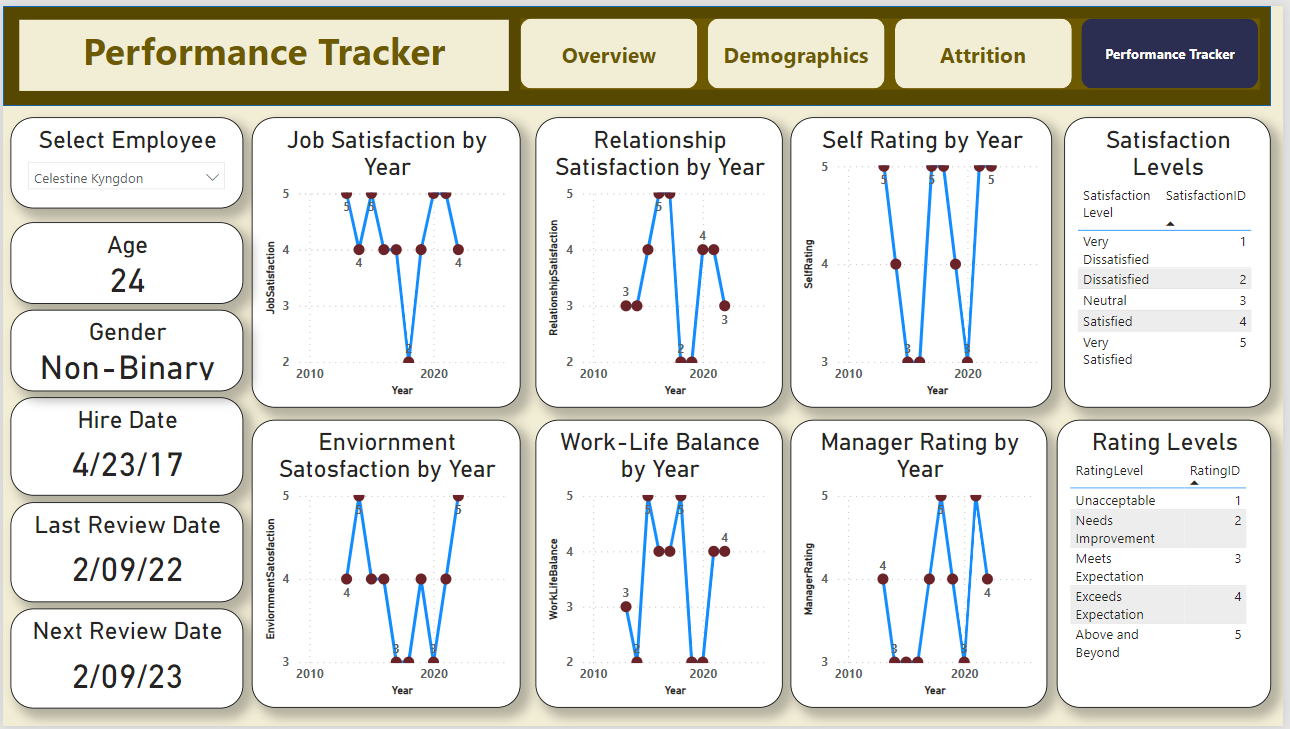 Performance Tracker
Overview
Demographics
Attrition
Performance Tracker
Select Employee
Celestine Kyngdon
Age
24
Gender
Non-Binary
Hire Date
4/23/17
Last Review Date
2/09/22
Next Review Date
2/09/23
Job Satisfaction by
Year
JobSatisfaction
5
4
3
2
5
5
4
2
4
2010
2020
Year
Relationship
Satisfaction by Year
RelationshipSatisfaction
5
4
3
2
3
5
2
4
3
2010
2020
Year
Self Rating by Year
SelfRating
5
4
3
5
3
5
3
5
2010
2020
Year
Satisfaction
Levels
Satisfaction SatisfactionID
Level
Very 1
Dissatisfied
Dissatisfied 2
Neutral 3
Satisfied 4
Very 5
Satisfied
Enviornment
Satosfaction by Year
EnviornmentSatosfaction
5
4
3
4
5
3
3
5
2010
2020
Year
Work-Life Balance
by Year
WorkLifeBalance
5
4
3
2
3
2
5
5
4
2010
2020
Year
Manager Rating by
Year
ManagerRating
5
4
3
4
3
5
3
4
2010
2020
Year
Rating Levels
RatingLevel RatingID
Unacceptable 1
Needs 2
Improvement
Meets 3
Expectation
Exceeds 4
Expectation
Above and 5
Beyond